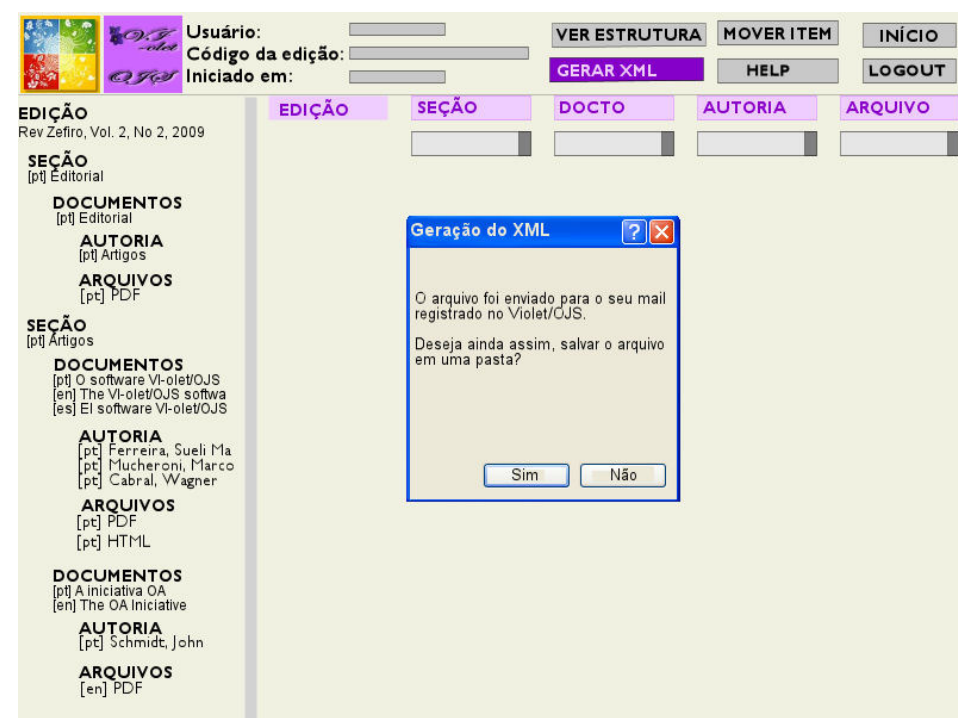 VI
-olet
OJS
Usuário:
Código da edição:
Iniciado em:
VER ESTRUTURA
MOVER ITEM
INÍCIO
GERAR XML
HELP
LOGOUT
EDIÇÃO
SEÇÃO
DOCTO
AUTORIA
ARQUIVO
EDIÇÃO
Rev Zefiro, Vol. 2, No 2, 2009
SEÇÃO
[pt] Editorial
DOCUMENTOS
[pt] Editorial
AUTORIA
[pt] Artigos
ARQUIVOS
[pt] PDF
SEÇÃO
[pt] Artigos
DOCUMENTOS
[pt] O software VI-olet/OJS
[en] The VI-olet/OJS softwa
[es] El software VI-olet/OJS
AUTORIA
[pt] Ferreira, Sueli Ma
[pt] Mucheroni, Marco
[pt] Cabral, Wagner
ARQUIVOS
[pt] PDF
[pt] HTML
DOCUMENTOS
[pt] A iniciativa OA
[en] The OA Iniciative
AUTORIA
[pt] Schmidt, John
ARQUIVOS
[en] PDF
Geração do XML
O arquivo foi enviado para o seu mail
registrado no Violet/OJS.
Deseja ainda assim, salvar o arquivo
em uma pasta?
Sim
Não